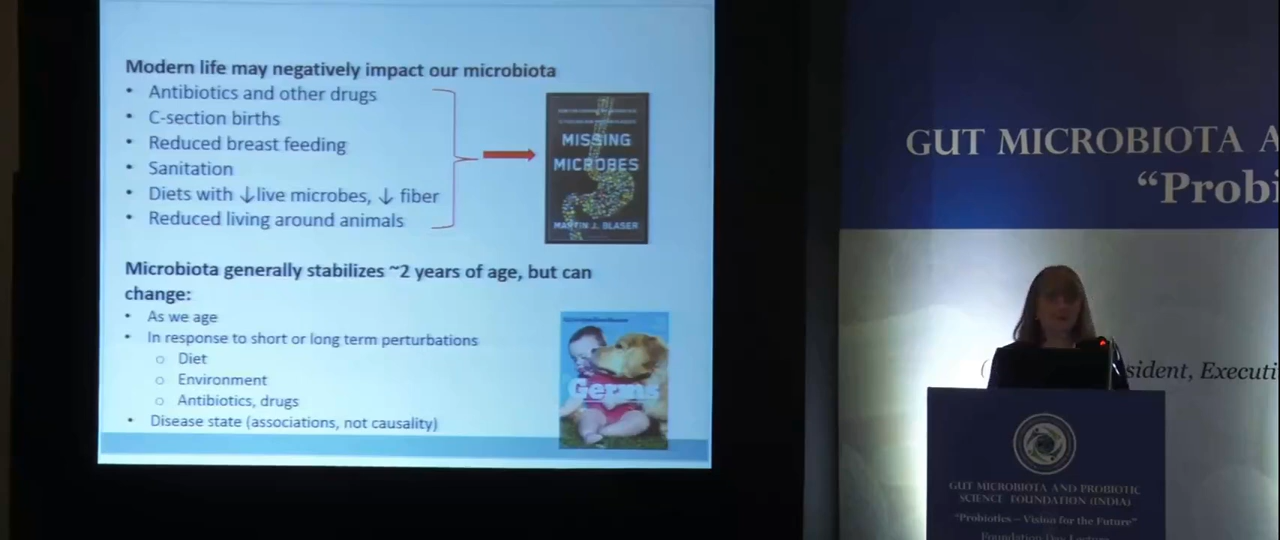 Modern life may negatively impact our microbiota
• Antibiotics and other drugs
• C-section births
• Reduced breast feeding
• Sanitation
• Diets with ↓live microbes, ↓ fiber
• Reduced living around animals
MISSING
MICROBES
MARTIN J. BLASER
Microbiota generally stabilizes ~2 years of age, but can
change:
• As we age
• In response to short or long term perturbations
o Diet
o Environment
o Antibiotics, drugs
• Disease state (associations, not causality)
Germs
GUT MICROBIOTA A
“Probi
sident, Executi
GUT MICROBIOTA AND PROBIOTIC
SCIENCE FOUNDATION (INDIA)
“Probiotics – Vision for the Future”
Foundation Day Lecture